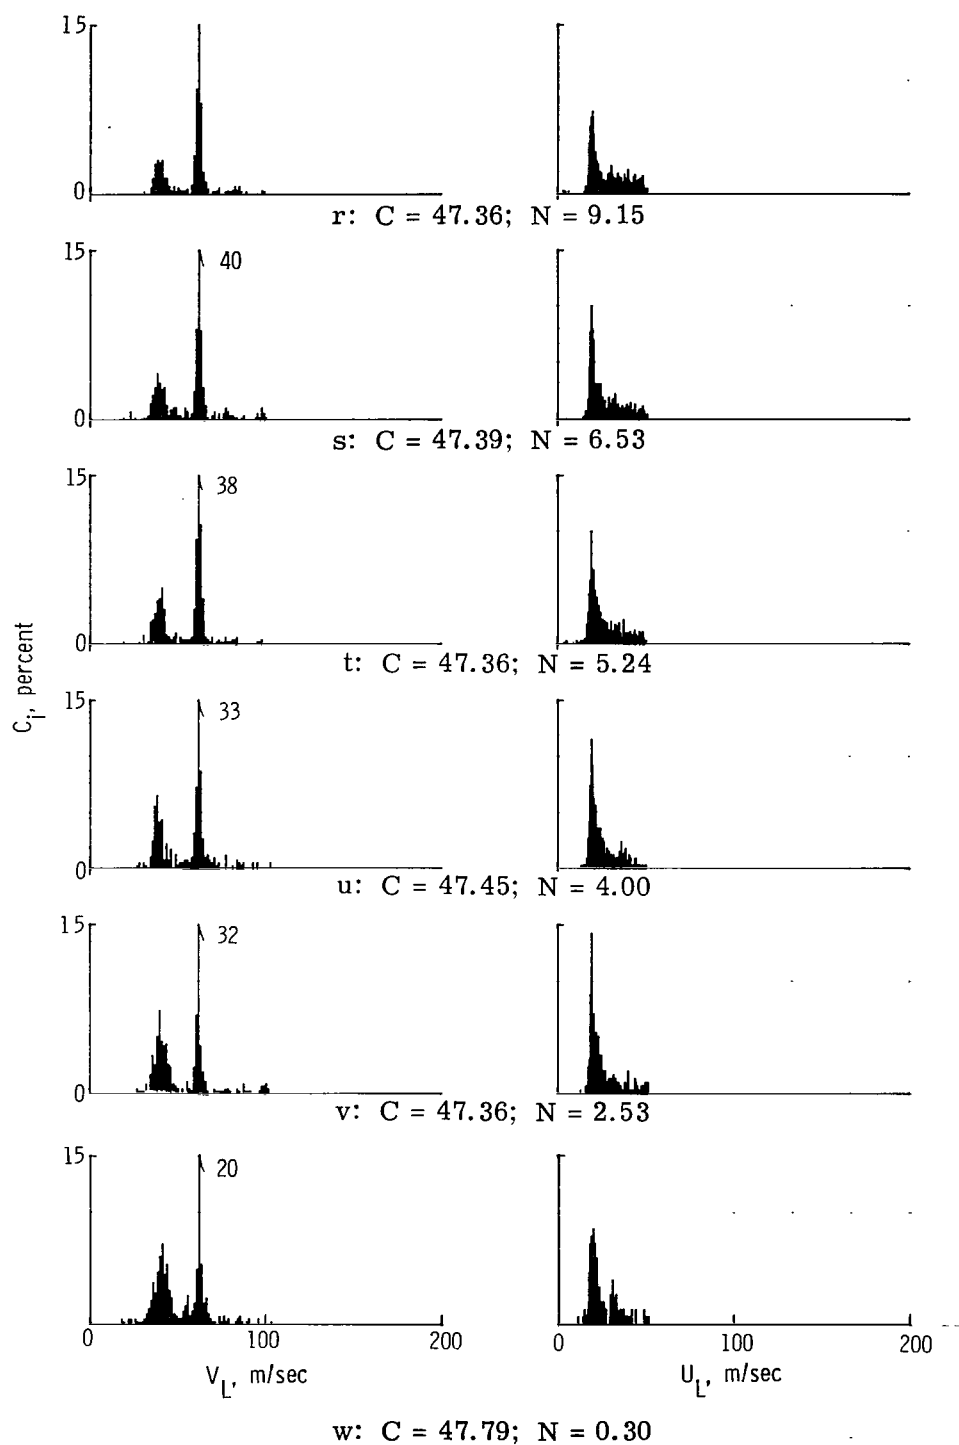 15
0
r: C = 47.36; N = 9.15
15
40
0
s: C = 47.39; N = 6.53
15
38
0
t: C = 47.36; N = 5.24
C_i, percent
15
33
0
u: C = 47.45; N = 4.00
15
32
0
v: C = 47.36; N = 2.53
15
20
0 100 200 0 100 200
V_L, m/sec U_L, m/sec
w: C = 47.79; N = 0.30